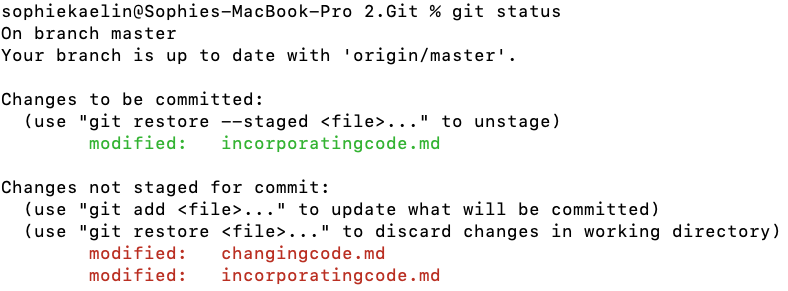 sophiekaelin@Sophies-MacBook-Pro 2.Git % git status
On branch master
Your branch is up to date with 'origin/master'.
Changes to be committed:
  (use "git restore --staged <file>..." to unstage)
        modified:   incorporatingcode.md
Changes not staged for commit:
  (use "git add <file>..." to update what will be committed)
  (use "git restore <file>..." to discard changes in working directory)
        modified:   changingcode.md
        modified:   incorporatingcode.md